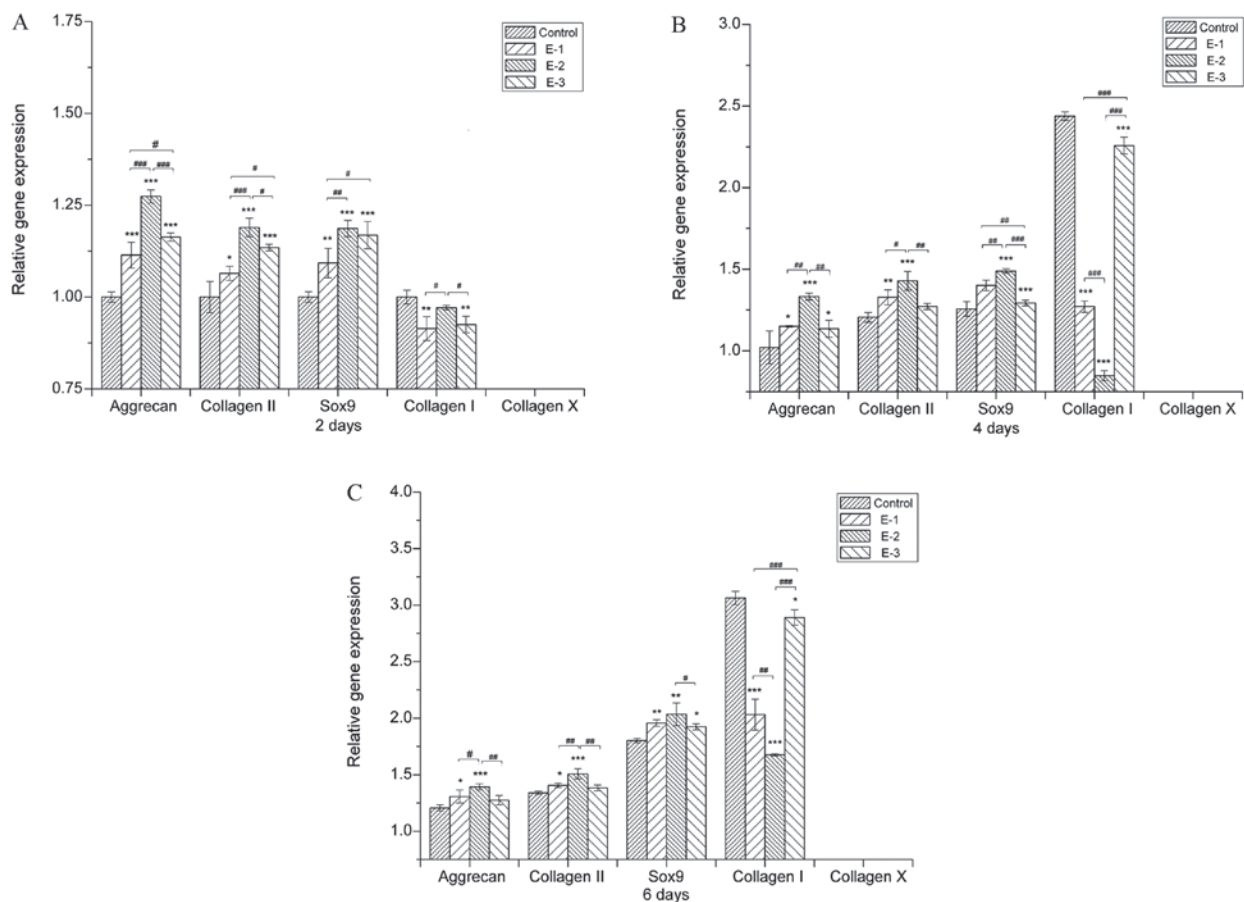 A
Relative gene expression
1.75
1.50
1.25
1.00
0.75
Control
E-1
E-2
E-3
#
### ###
***
*** ***
#
### #
***
* ***
#
##
*** ***
**
# #
** **
Aggrecan Collagen II Sox9 Collagen I Collagen X
2 days
B
Relative gene expression
3.0
2.5
2.0
1.5
1.0
Control
E-1
E-2
E-3
## ##
***
* *
# ##
***
**
##
## ###
***
***
###
###
***
###
***
***
Aggrecan Collagen II Sox9 Collagen I Collagen X
4 days
C
Relative gene expression
4.0
3.5
3.0
2.5
2.0
1.5
1.0
Control
E-1
E-2
E-3
# ##
* ***
## ##
***
*
#
** **
*
###
###
*
##
***
***
Aggrecan Collagen II Sox9 Collagen I Collagen X
6 days